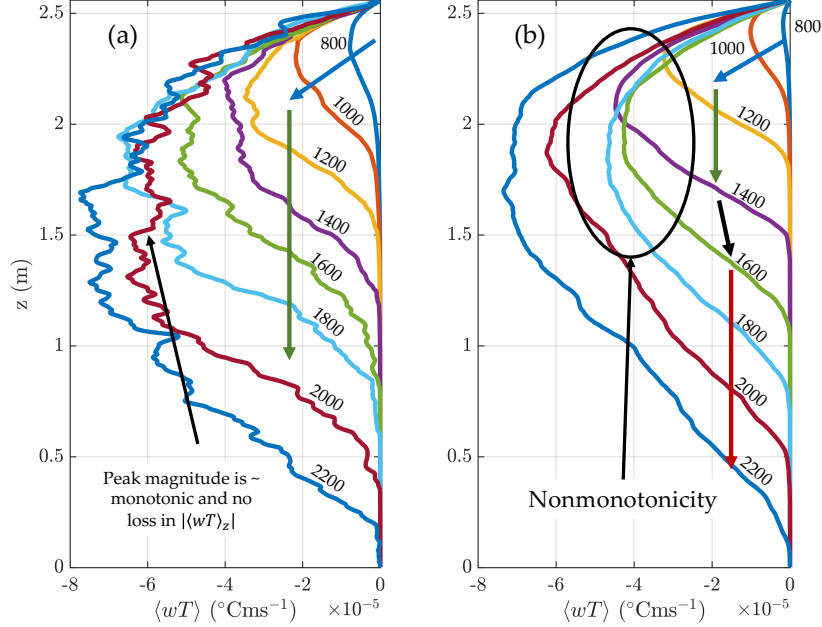 (a)
(b)
2.5
2
1.5
1
0.5
0
z (m)
800
1000
1200
1400
1600
1800
2000
2200
Peak magnitude is ~
monotonic and no
loss in |⟨wT⟩z|
-8 -6 -4 -2 0
⟨wT⟩ (°Cms⁻¹) ×10⁻⁵
2.5
2
1.5
1
0.5
0
800
1000
1200
1400
1600
1800
2000
2200
Nonmonotonicity
-8 -6 -4 -2 0
⟨wT⟩ (°Cms⁻¹) ×10⁻⁵